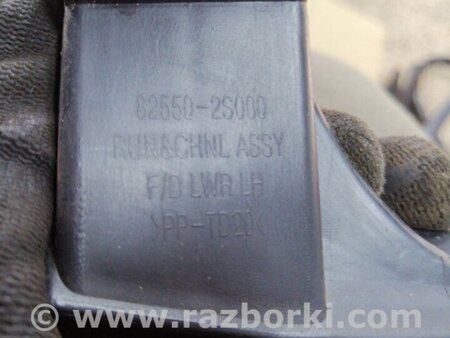 82550-2S000
RUN&CHNL ASSY
F/D LWR LH
>PP-TD20<
© www.razborki.com